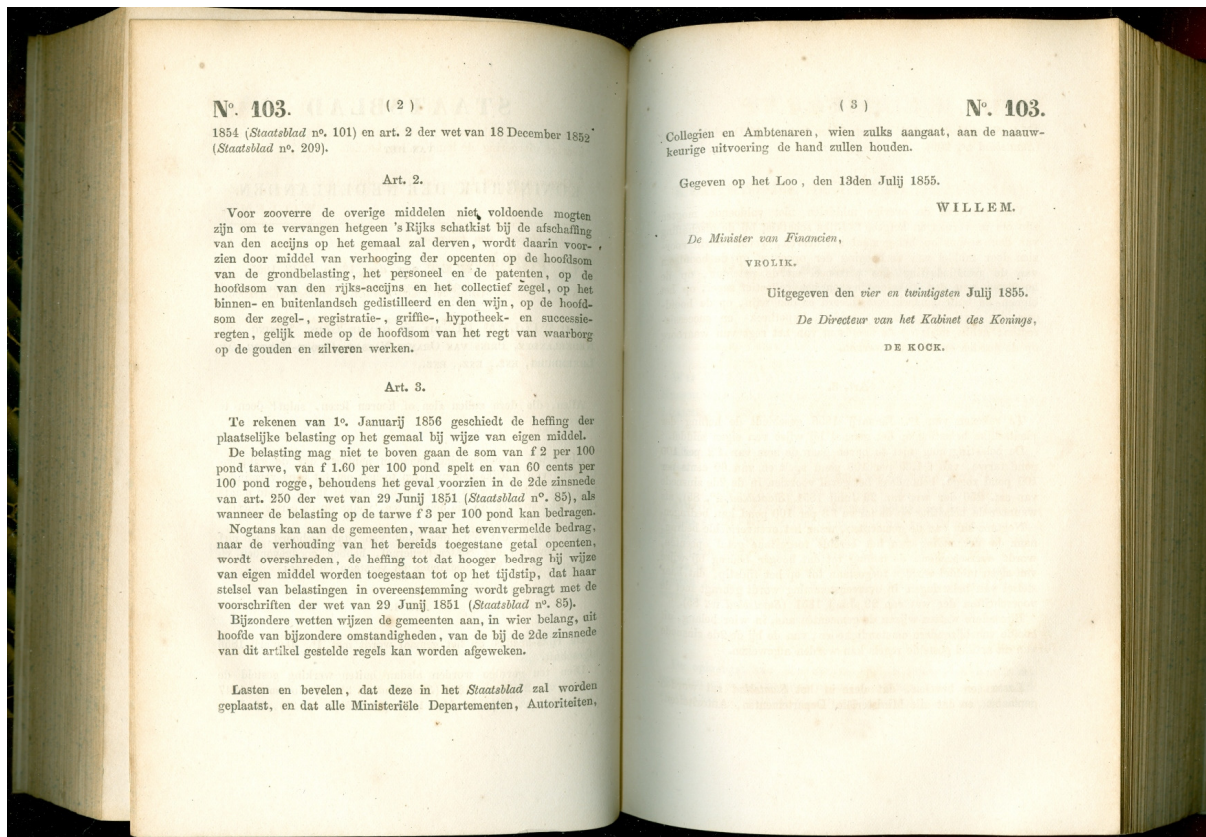 Nº. 103.
( 2 )
1854 (Staatsblad nº. 101) en art. 2 der wet van 18 December 1852
(Staatsblad nº. 209).
Art. 2.
Voor zooverre de overige middelen niet voldoende mogten
zijn om te vervangen hetgeen 's Rijks schatkist bij de afschaffing
van den accijns op het gemaal zal derven, wordt daarin voor-
zien door middel van verhooging der opcenten op de hoofdsom
van de grondbelasting, het personeel en de patenten, op de
hoofdsom van den rijks-accijns en het collectief zegel, op het
binnen- en buitenlandsch gedistilleerd en den wijn, op de hoofd-
som der zegel-, registratie-, griffie-, hypotheek- en successie-
regten, gelijk mede op de hoofdsom van het regt van waarborg
op de gouden en zilveren werken.
Art. 3.
Te rekenen van 1º. Januarij 1856 geschiedt de heffing der
plaatselijke belasting op het gemaal bij wijze van eigen middel.
De belasting mag niet te boven gaan de som van f 2 per 100
pond tarwe, van f 1.60 per 100 pond spelt en van 60 cents per
100 pond rogge, behoudens het geval voorzien in de 2de zinsnede
van art. 250 der wet van 29 Junij 1851 (Staatsblad nº. 85), als
wanneer de belasting op de tarwe f 3 per 100 pond kan bedragen.
Nogtans kan aan de gemeenten, waar het evenvermelde bedrag,
naar de verhouding van het bereids toegestane getal opcenten,
wordt overschreden, de heffing tot dat hooger bedrag bij wijze
van eigen middel worden toegestaan tot op het tijdstip, dat haar
stelsel van belastingen in overeenstemming wordt gebragt met de
voorschriften der wet van 29 Junij 1851 (Staatsblad nº. 85).
Bijzondere wetten wijzen de gemeenten aan, in wier belang, uit
hoofde van bijzondere omstandigheden, van de bij de 2de zinsnede
van dit artikel gestelde regels kan worden afgeweken.
Lasten en bevelen, dat deze in het Staatsblad zal worden
geplaatst, en dat alle Ministeriële Departementen, Autoriteiten,
( 3 )
Nº. 103.
Collegien en Ambtenaren, wien zulks aangaat, aan de naauw-
keurige uitvoering de hand zullen houden.
Gegeven op het Loo, den 13den Julij 1855.
WILLEM.
De Minister van Financien,
VROLIK.
Uitgegeven den vier en twintigsten Julij 1855.
De Directeur van het Kabinet des Konings,
DE KOCK.